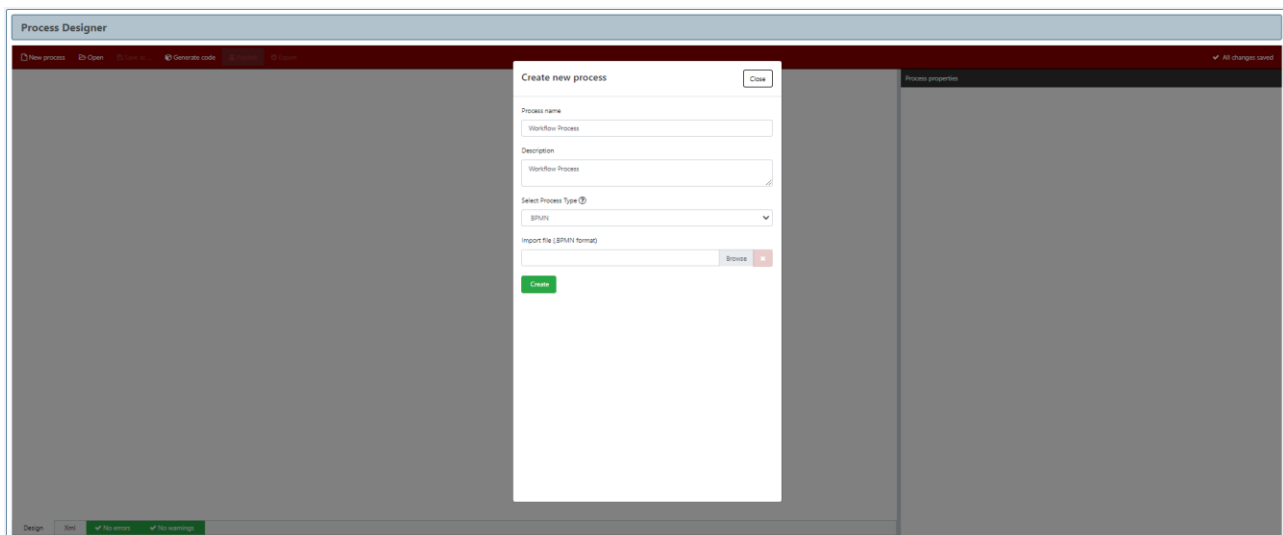 Process Designer
New process Open Save as ... Generate code
All changes saved
Create new process Close
Process properties
Process name
Workflow Process
Description
Workflow Process
Select Process Type
BPMN
Import file (.BPMN format)
Browse
Create
Design Xml No errors No warnings